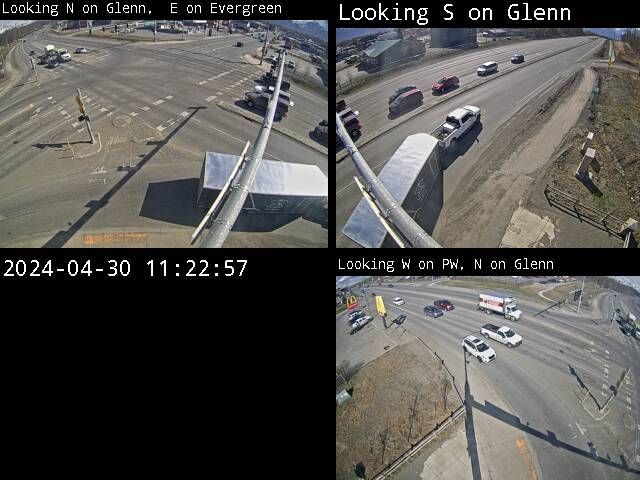 Looking N on Glenn,  E on Evergreen
Looking S on Glenn
2024-04-30 11:22:57
Looking W on PW, N on Glenn